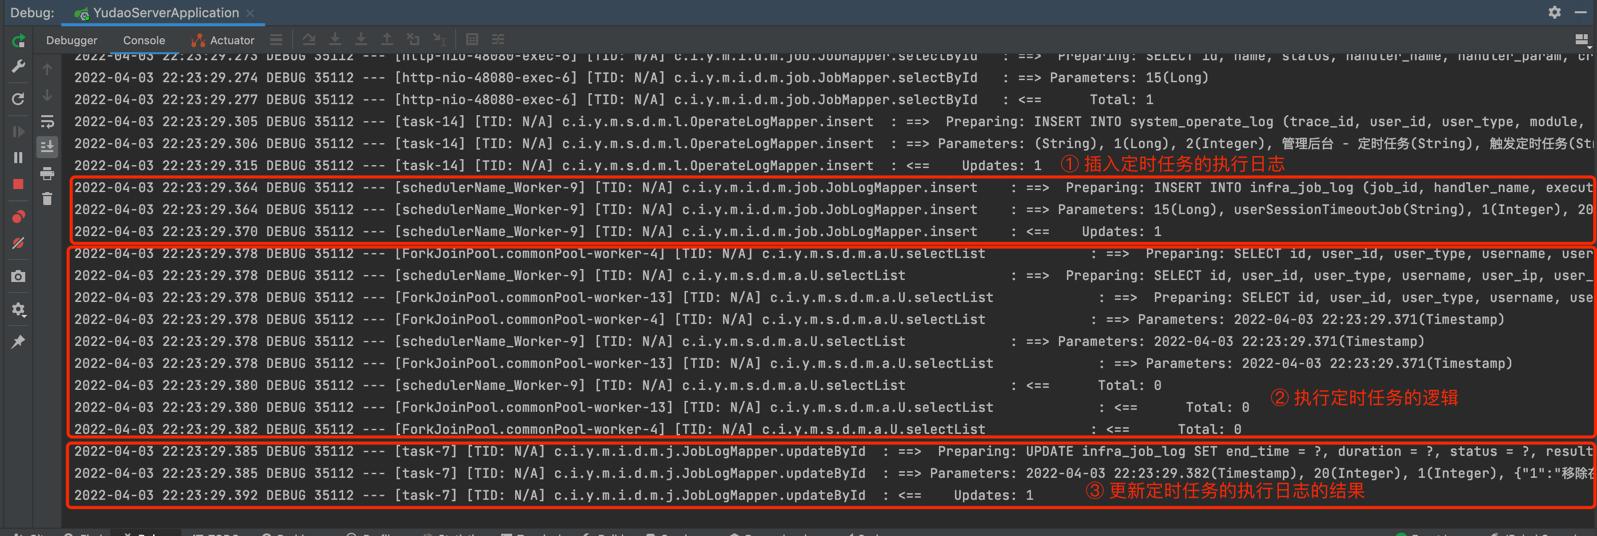 Debug: YudaoServerApplication
Debugger Console Actuator
2022-04-03 22:23:29.273 DEBUG 35112 --- [http-nio-48080-exec-6] [TID: N/A] c.i.y.m.i.d.m.job.JobMapper.selectById : ==> Preparing: SELECT id, name, status, handler_name, handler_param, cr
2022-04-03 22:23:29.274 DEBUG 35112 --- [http-nio-48080-exec-6] [TID: N/A] c.i.y.m.i.d.m.job.JobMapper.selectById : ==> Parameters: 15(Long)
2022-04-03 22:23:29.277 DEBUG 35112 --- [http-nio-48080-exec-6] [TID: N/A] c.i.y.m.i.d.m.job.JobMapper.selectById : <== Total: 1
2022-04-03 22:23:29.305 DEBUG 35112 --- [task-14] [TID: N/A] c.i.y.m.s.d.m.l.OperateLogMapper.insert : ==> Preparing: INSERT INTO system_operate_log (trace_id, user_id, user_type, module,
2022-04-03 22:23:29.306 DEBUG 35112 --- [task-14] [TID: N/A] c.i.y.m.s.d.m.l.OperateLogMapper.insert : ==> Parameters: (String), 1(Long), 2(Integer), 管理后台 - 定时任务(String), 触发定时任务(Str
2022-04-03 22:23:29.315 DEBUG 35112 --- [task-14] [TID: N/A] c.i.y.m.s.d.m.l.OperateLogMapper.insert : <== Updates: 1
① 插入定时任务的执行日志
2022-04-03 22:23:29.364 DEBUG 35112 --- [schedulerName_Worker-9] [TID: N/A] c.i.y.m.i.d.m.job.JobLogMapper.insert : ==> Preparing: INSERT INTO infra_job_log (job_id, handler_name, execut
2022-04-03 22:23:29.364 DEBUG 35112 --- [schedulerName_Worker-9] [TID: N/A] c.i.y.m.i.d.m.job.JobLogMapper.insert : ==> Parameters: 15(Long), userSessionTimeoutJob(String), 1(Integer), 20
2022-04-03 22:23:29.370 DEBUG 35112 --- [schedulerName_Worker-9] [TID: N/A] c.i.y.m.i.d.m.job.JobLogMapper.insert : <== Updates: 1
2022-04-03 22:23:29.378 DEBUG 35112 --- [ForkJoinPool.commonPool-worker-4] [TID: N/A] c.i.y.m.s.d.m.a.U.selectList : ==> Preparing: SELECT id, user_id, user_type, username, user
2022-04-03 22:23:29.378 DEBUG 35112 --- [schedulerName_Worker-9] [TID: N/A] c.i.y.m.s.d.m.a.U.selectList : ==> Preparing: SELECT id, user_id, user_type, username, user_ip, user_
2022-04-03 22:23:29.378 DEBUG 35112 --- [ForkJoinPool.commonPool-worker-13] [TID: N/A] c.i.y.m.s.d.m.a.U.selectList : ==> Preparing: SELECT id, user_id, user_type, username, use
2022-04-03 22:23:29.378 DEBUG 35112 --- [ForkJoinPool.commonPool-worker-4] [TID: N/A] c.i.y.m.s.d.m.a.U.selectList : ==> Parameters: 2022-04-03 22:23:29.371(Timestamp)
2022-04-03 22:23:29.378 DEBUG 35112 --- [schedulerName_Worker-9] [TID: N/A] c.i.y.m.s.d.m.a.U.selectList : ==> Parameters: 2022-04-03 22:23:29.371(Timestamp)
2022-04-03 22:23:29.378 DEBUG 35112 --- [ForkJoinPool.commonPool-worker-13] [TID: N/A] c.i.y.m.s.d.m.a.U.selectList : ==> Parameters: 2022-04-03 22:23:29.371(Timestamp)
2022-04-03 22:23:29.380 DEBUG 35112 --- [schedulerName_Worker-9] [TID: N/A] c.i.y.m.s.d.m.a.U.selectList : <== Total: 0
2022-04-03 22:23:29.380 DEBUG 35112 --- [ForkJoinPool.commonPool-worker-13] [TID: N/A] c.i.y.m.s.d.m.a.U.selectList : <== Total: 0
② 执行定时任务的逻辑
2022-04-03 22:23:29.382 DEBUG 35112 --- [ForkJoinPool.commonPool-worker-4] [TID: N/A] c.i.y.m.s.d.m.a.U.selectList : <== Total: 0
2022-04-03 22:23:29.385 DEBUG 35112 --- [task-7] [TID: N/A] c.i.y.m.i.d.m.j.JobLogMapper.updateById : ==> Preparing: UPDATE infra_job_log SET end_time = ?, duration = ?, status = ?, result
2022-04-03 22:23:29.385 DEBUG 35112 --- [task-7] [TID: N/A] c.i.y.m.i.d.m.j.JobLogMapper.updateById : ==> Parameters: 2022-04-03 22:23:29.382(Timestamp), 20(Integer), 1(Integer), {"1":"移除在
2022-04-03 22:23:29.392 DEBUG 35112 --- [task-7] [TID: N/A] c.i.y.m.i.d.m.j.JobLogMapper.updateById : <== Updates: 1
③ 更新定时任务的执行日志的结果